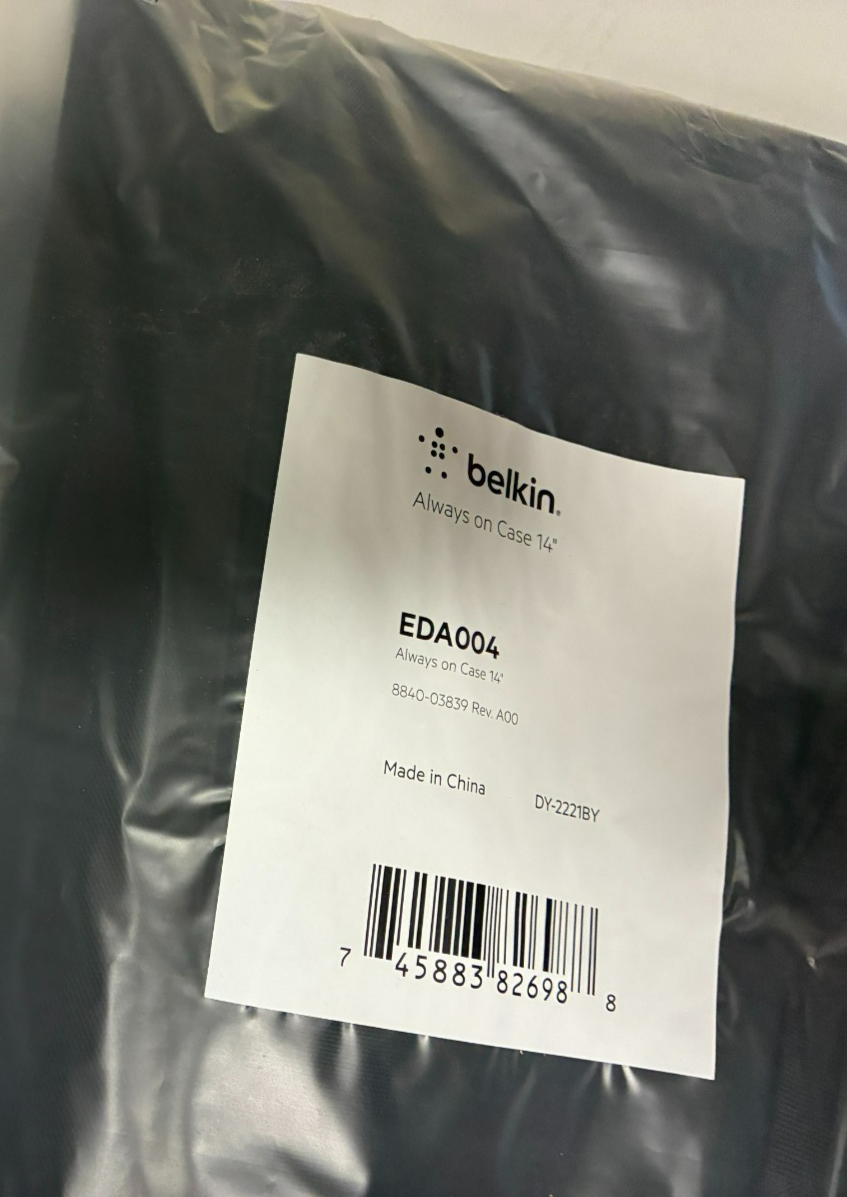 belkin®
Always on Case 14"
EDA004
Always on Case 14"
8840-03839 Rev. A00
Made in China
DY-2221BY
7 45883 82698 8